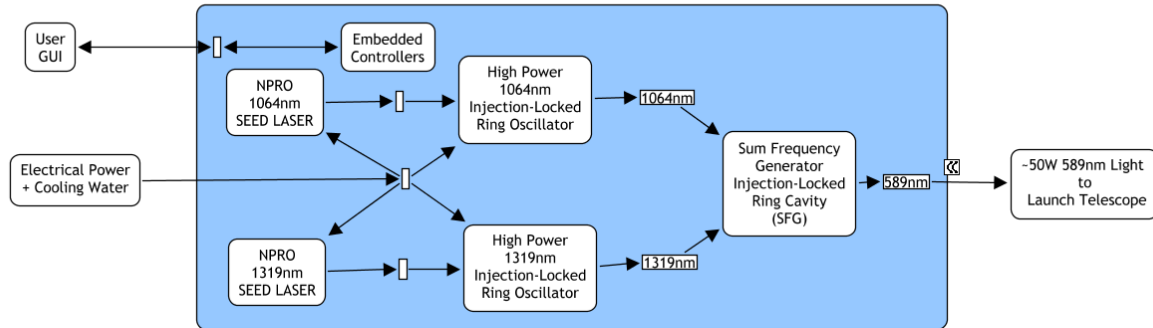 User
GUI
Embedded
Controllers
NPRO
1064nm
SEED LASER
High Power
1064nm
Injection-Locked
Ring Oscillator
1064nm
Electrical Power
+ Cooling Water
Sum Frequency
Generator
Injection-Locked
Ring Cavity
(SFG)
589nm
~50W 589nm Light
to
Launch Telescope
NPRO
1319nm
SEED LASER
High Power
1319nm
Injection-Locked
Ring Oscillator
1319nm